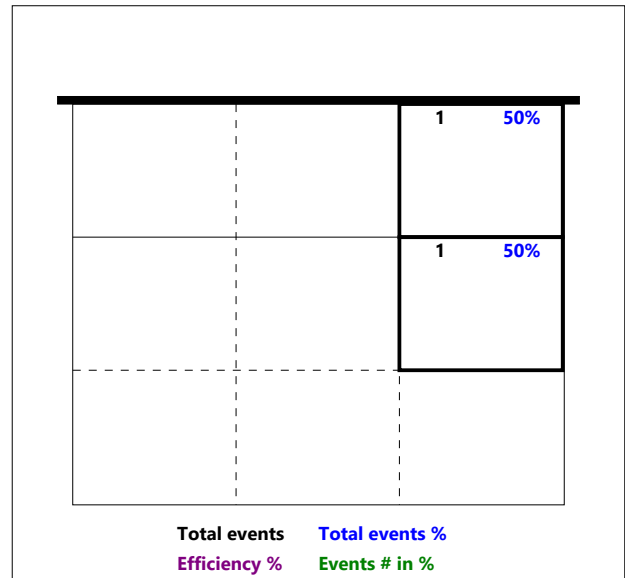 1 50%
1 50%
Total events Total events %
Efficiency % Events # in %